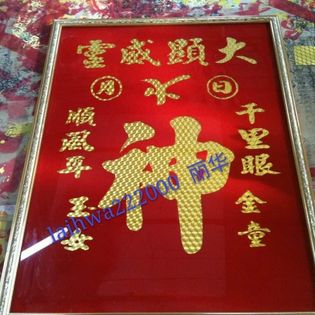 大顯威靈
日
月
千里眼 金童
神
順風耳 玉女
laihwa222000 丽华